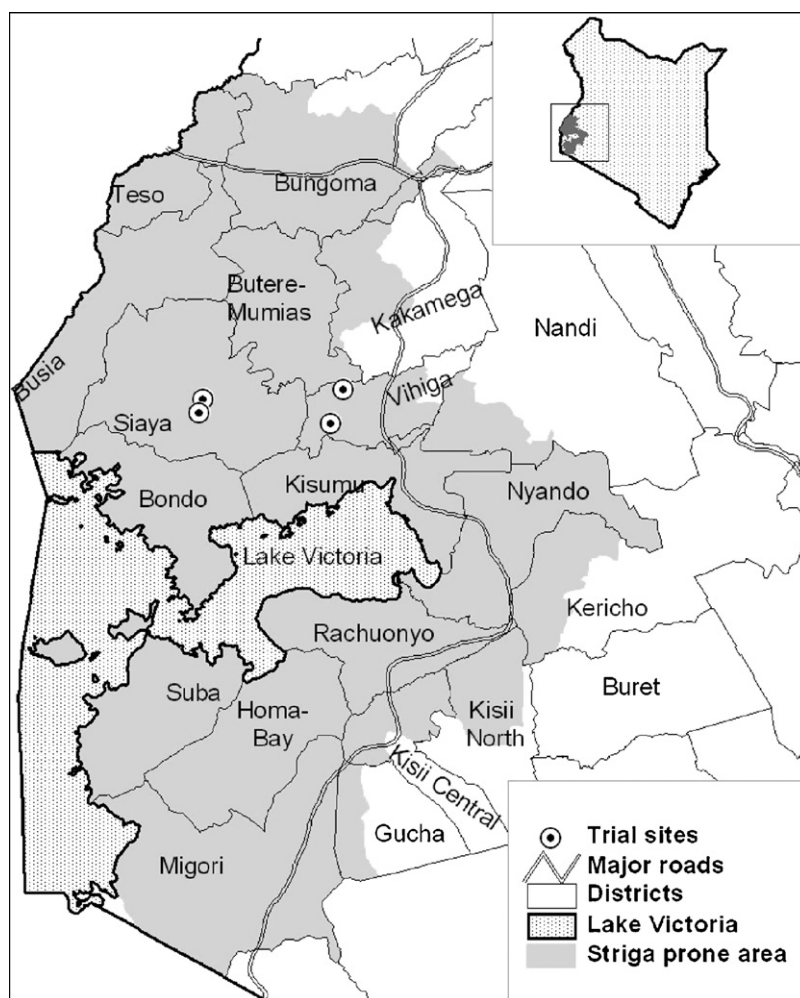 Teso
Bungoma
Butere-
Mumias
Kakamega
Nandi
Busia
Siaya
Vihiga
Bondo
Kisumu
Nyando
Lake Victoria
Kericho
Rachuonyo
Suba
Homa-
Bay
Kisii
North
Buret
Kisii Central
Gucha
Migori
Trial sites
Major roads
Districts
Lake Victoria
Striga prone area